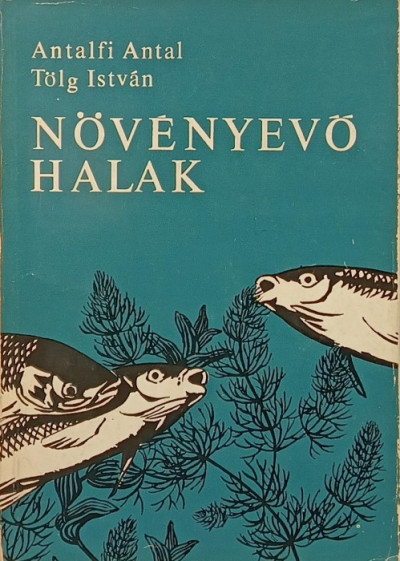 Antalfi Antal
Tölg István
NÖVÉNYEVŐ
HALAK